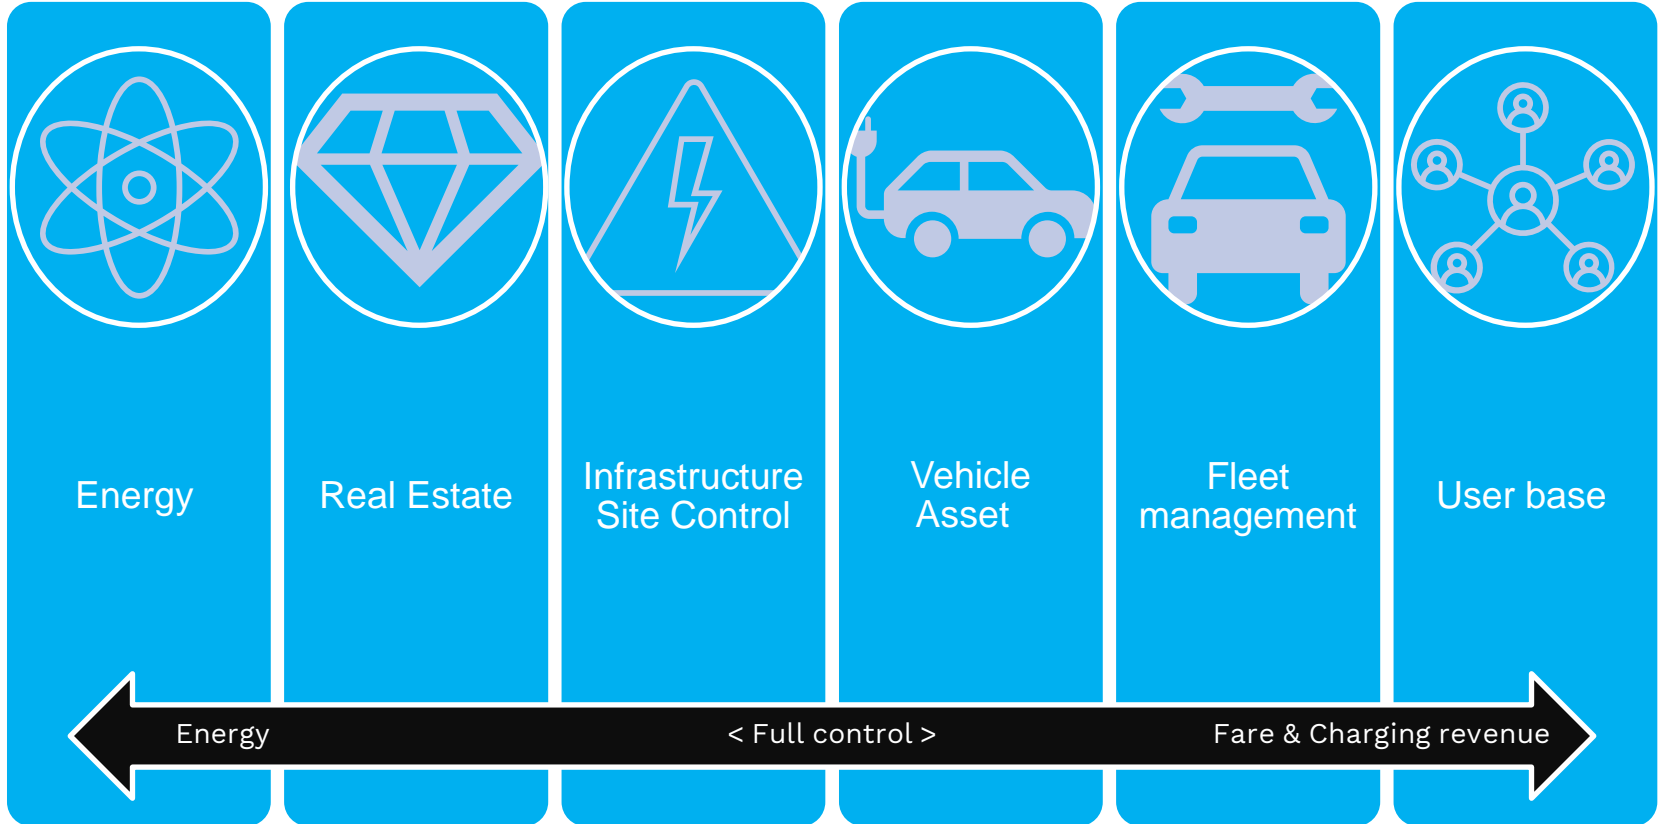 Energy
Real Estate
Infrastructure
Site Control
Vehicle
Asset
Fleet
management
User base
Energy
< Full control >
Fare & Charging revenue